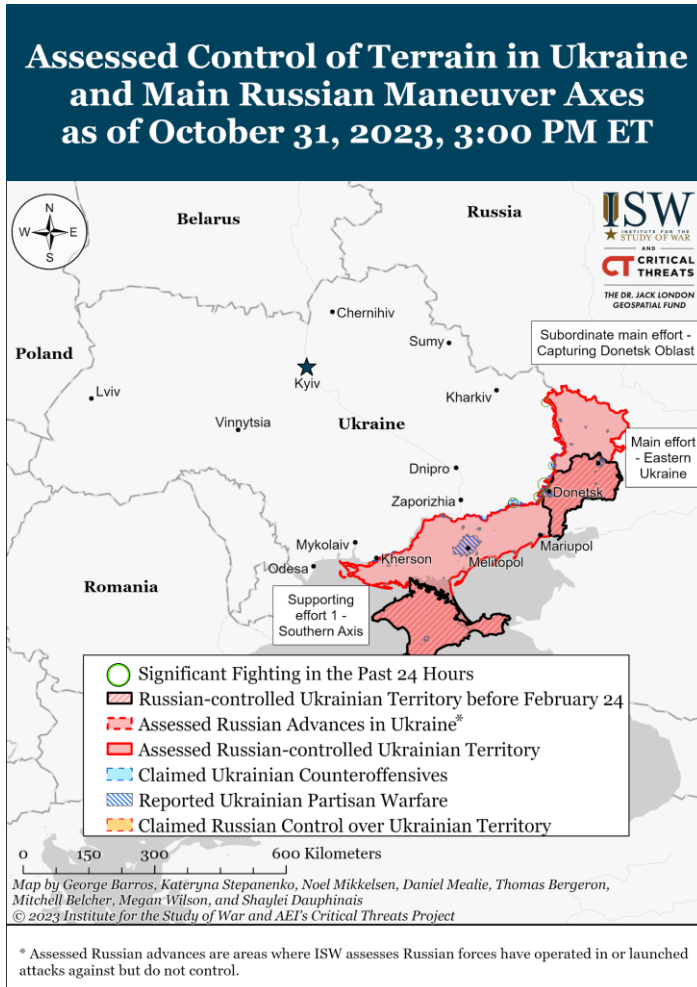 Assessed Control of Terrain in Ukraine
and Main Russian Maneuver Axes
as of October 31, 2023, 3:00 PM ET
N
W
E
S
Belarus
Russia
ISW
INSTITUTE FOR THE
STUDY OF WAR
AND
CT CRITICAL
THREATS
THE DR. JACK LONDON
GEOSPATIAL FUND
Chernihiv
Sumy
Subordinate main effort -
Capturing Donetsk Oblast
Poland
Kyiv
Lviv
Kharkiv
Vinnytsia
Ukraine
Main effort
- Eastern
Ukraine
Dnipro
Donetsk
Zaporizhia
Mykolaiv
Mariupol
Kherson
Melitopol
Odesa
Romania
Supporting
effort 1 -
Southern Axis
Significant Fighting in the Past 24 Hours
Russian-controlled Ukrainian Territory before February 24
Assessed Russian Advances in Ukraine*
Assessed Russian-controlled Ukrainian Territory
Claimed Ukrainian Counteroffensives
Reported Ukrainian Partisan Warfare
Claimed Russian Control over Ukrainian Territory
0 150 300 600 Kilometers
Map by George Barros, Kateryna Stepanenko, Noel Mikkelsen, Daniel Mealie, Thomas Bergeron,
Mitchell Belcher, Megan Wilson, and Shaylei Dauphinais
© 2023 Institute for the Study of War and AEI's Critical Threats Project
* Assessed Russian advances are areas where ISW assesses Russian forces have operated in or launched
attacks against but do not control.